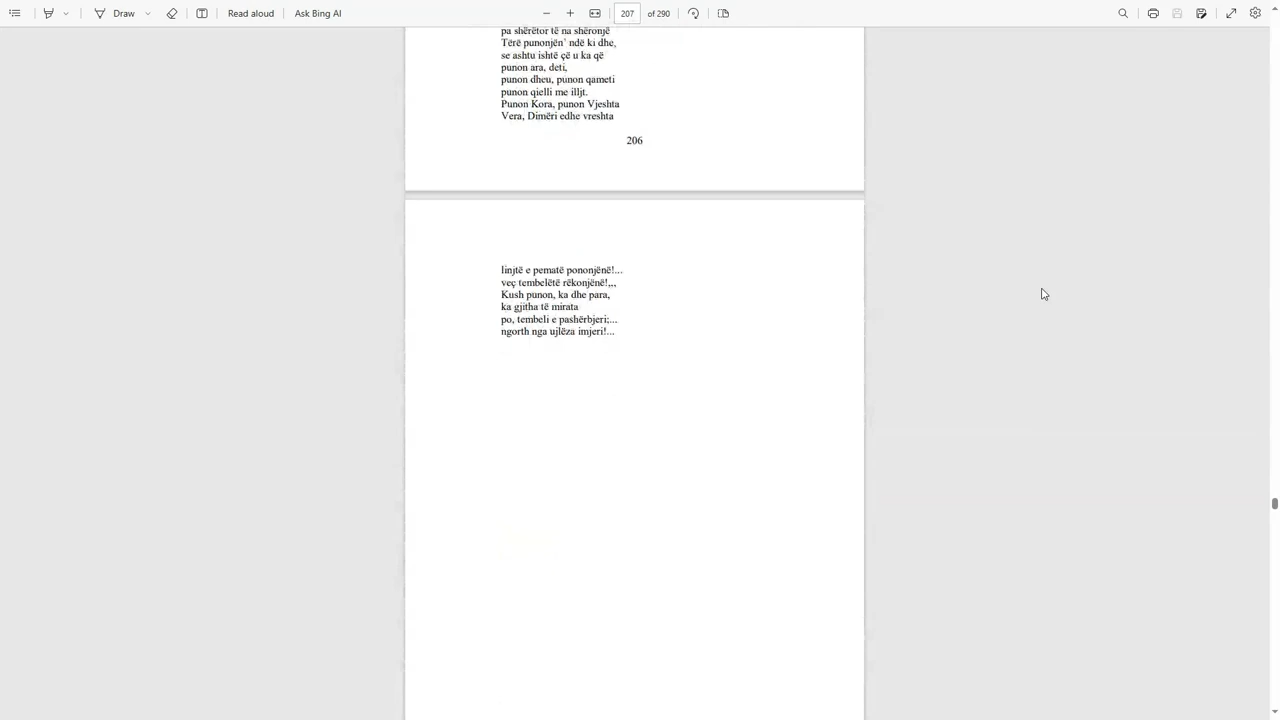 Draw
Read aloud
Ask Bing AI
207
of 290
pa shërëtor të na shëronjë
Tërë punonjën` ndë ki dhe,
se ashtu ishtë çë u ka që
punon ara, deti,
punon dheu, punon qameti
punon qielli me illjt.
Punon Kora, punon Vjeshta
Vera, Dimëri edhe vreshta
206
linjtë e pematë pononjënë!...
veç tembelëtë rëkonjënë!,,,
Kush punon, ka dhe para,
ka gjitha të mirata
po, tembeli e pashërbjeri;...
ngorth nga ujlëza imjeri!...